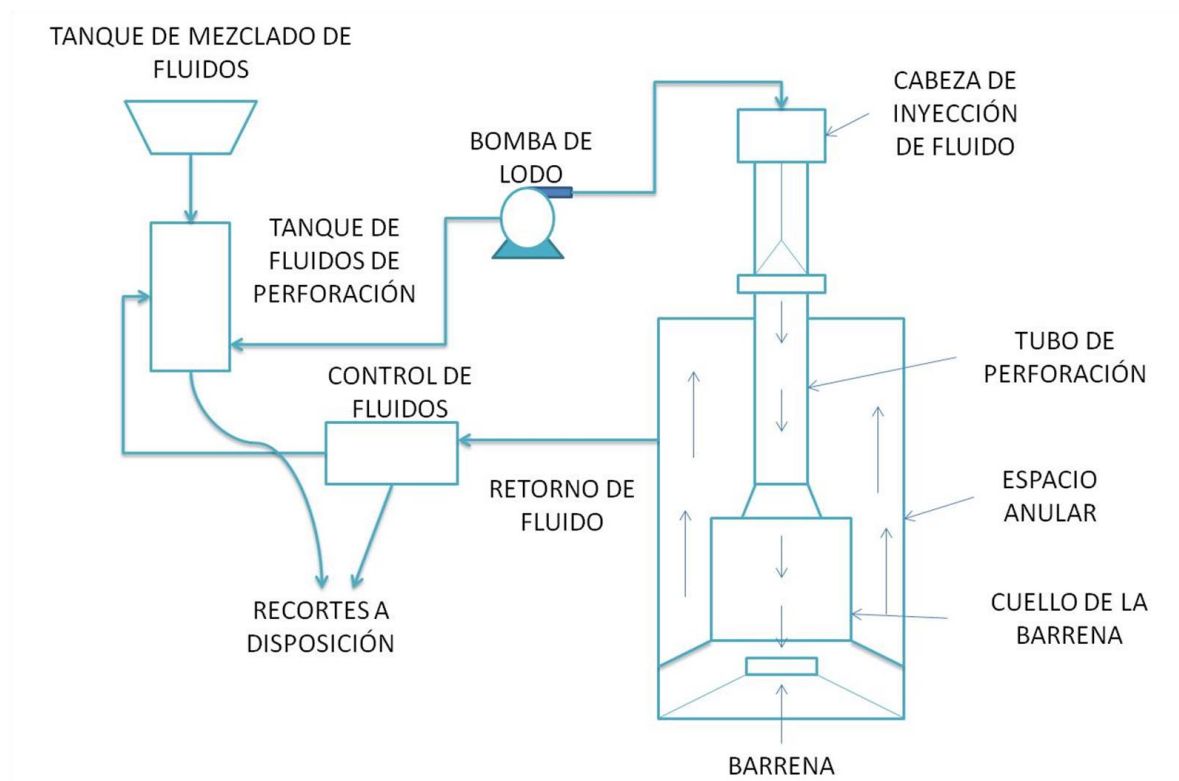 TANQUE DE MEZCLADO DE
FLUIDOS
CABEZA DE
INYECCIÓN
DE FLUIDO
BOMBA DE
LODO
TANQUE DE
FLUIDOS DE
PERFORACIÓN
TUBO DE
PERFORACIÓN
CONTROL DE
FLUIDOS
RETORNO DE
FLUIDO
ESPACIO
ANULAR
RECORTES A
DISPOSICIÓN
CUELLO DE LA
BARRENA
BARRENA